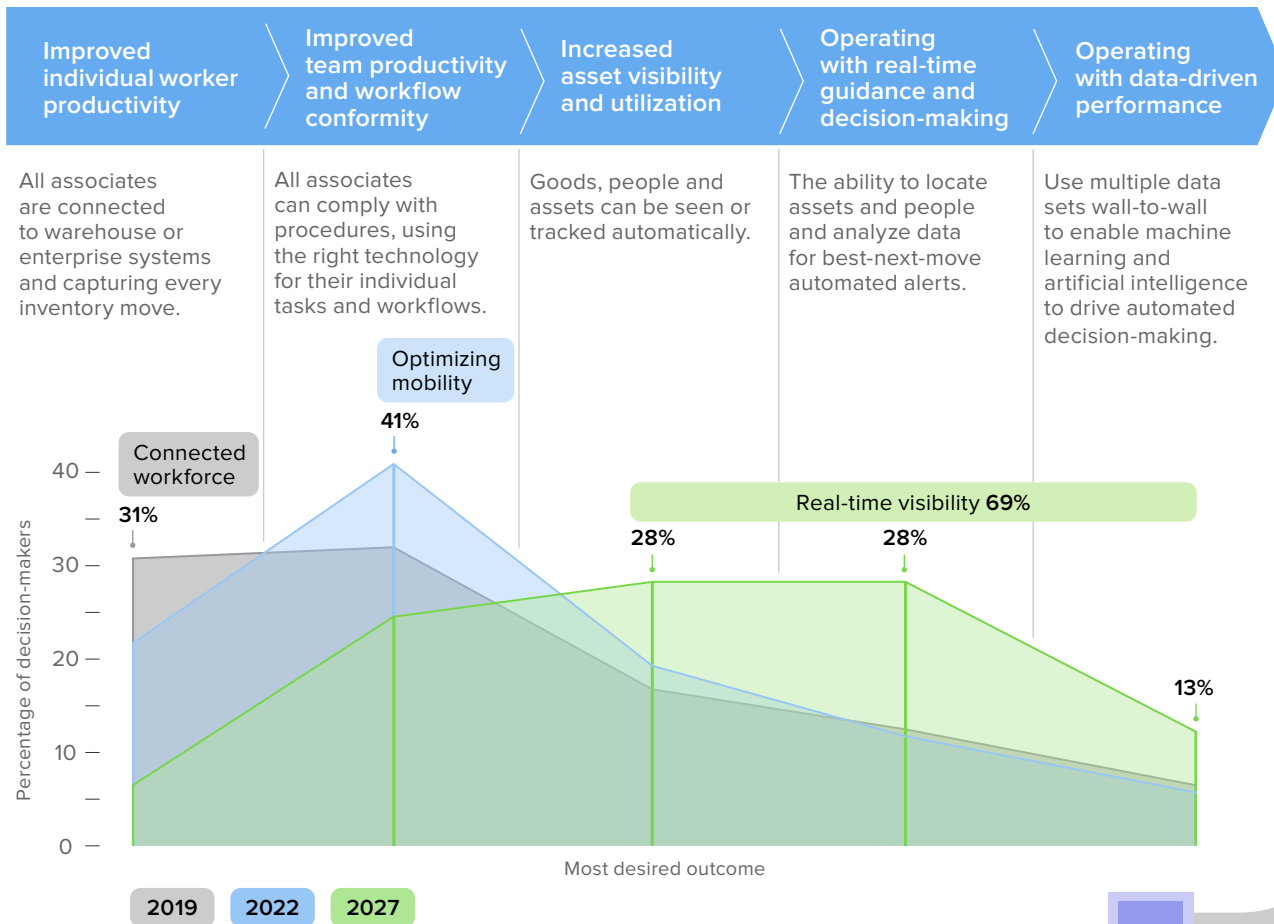 Improved
individual worker
productivity
Improved
team productivity
and workflow
conformity
Increased
asset visibility
and utilization
Operating
with real-time
guidance and
decision-making
Operating
with data-driven
performance
All associates
are connected
to warehouse or
enterprise systems
and capturing every
inventory move.
All associates
can comply with
procedures, using
the right technology
for their individual
tasks and workflows.
Goods, people and
assets can be seen or
tracked automatically.
The ability to locate
assets and people
and analyze data
for best-next-move
automated alerts.
Use multiple data
sets wall-to-wall
to enable machine
learning and
artificial intelligence
to drive automated
decision-making.
Optimizing
mobility
41%
Connected
workforce
31%
Real-time visibility 69%
28%
28%
13%
Percentage of decision-makers
40
30
20
10
0
Most desired outcome
2019
2022
2027